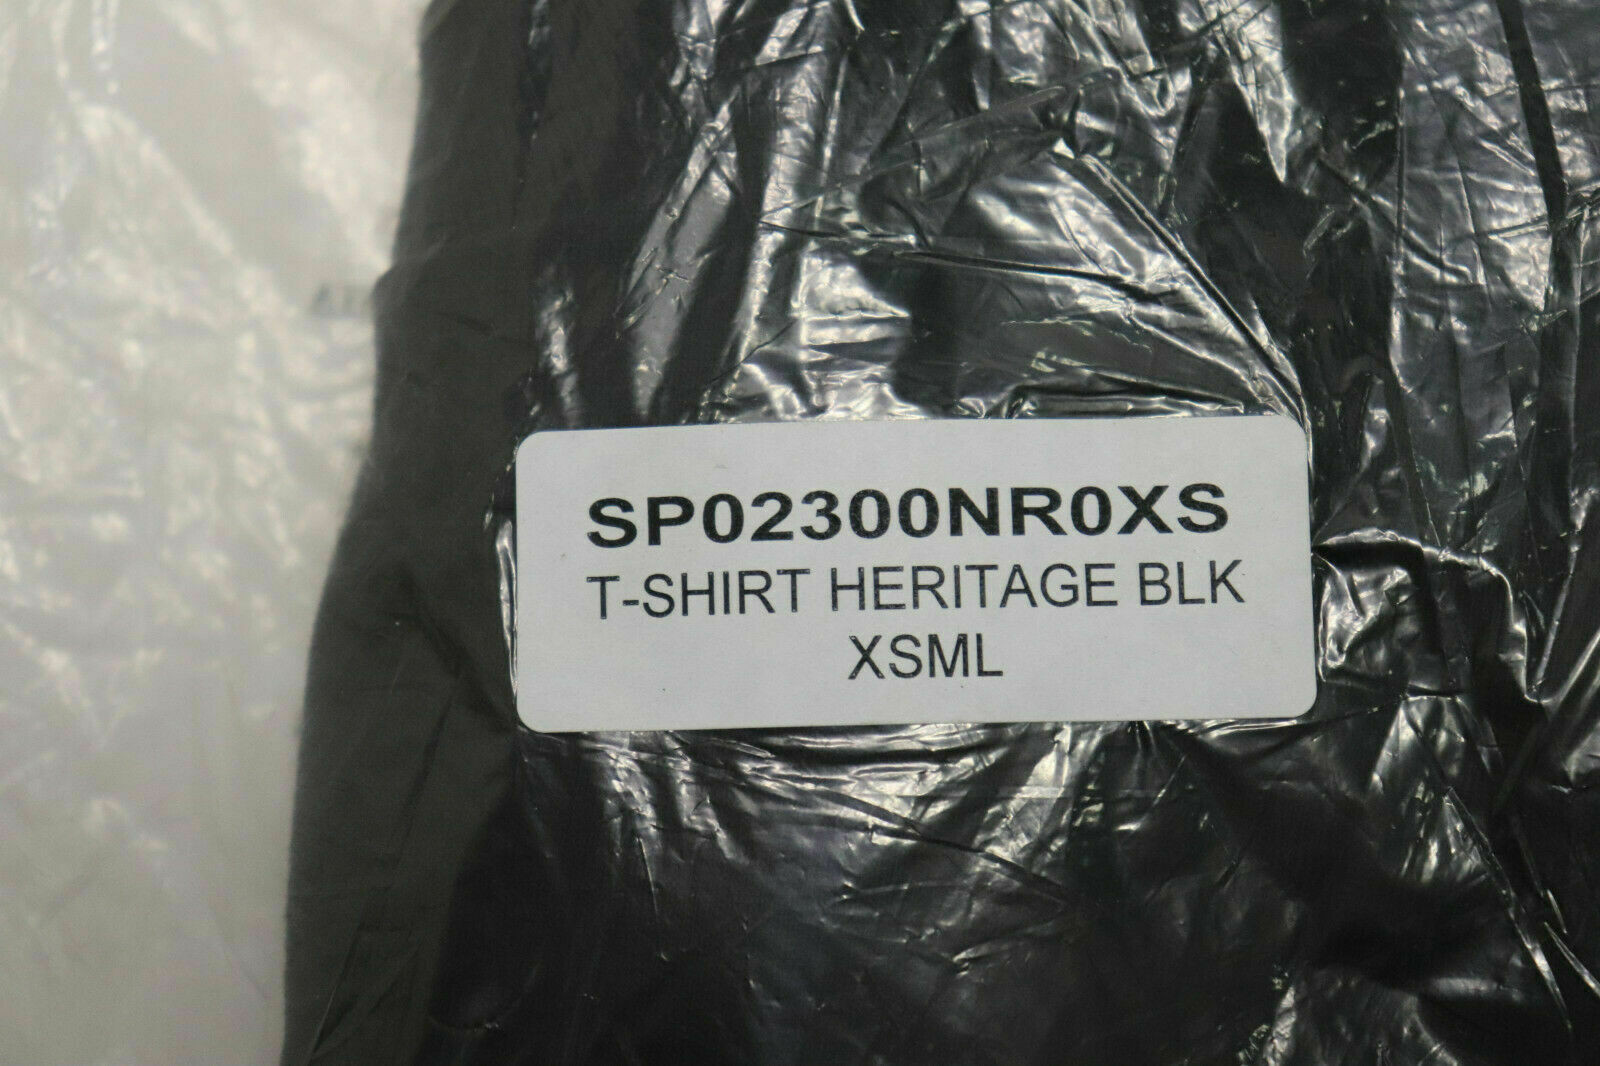 SP02300NR0XS
T-SHIRT HERITAGE BLK
XSML